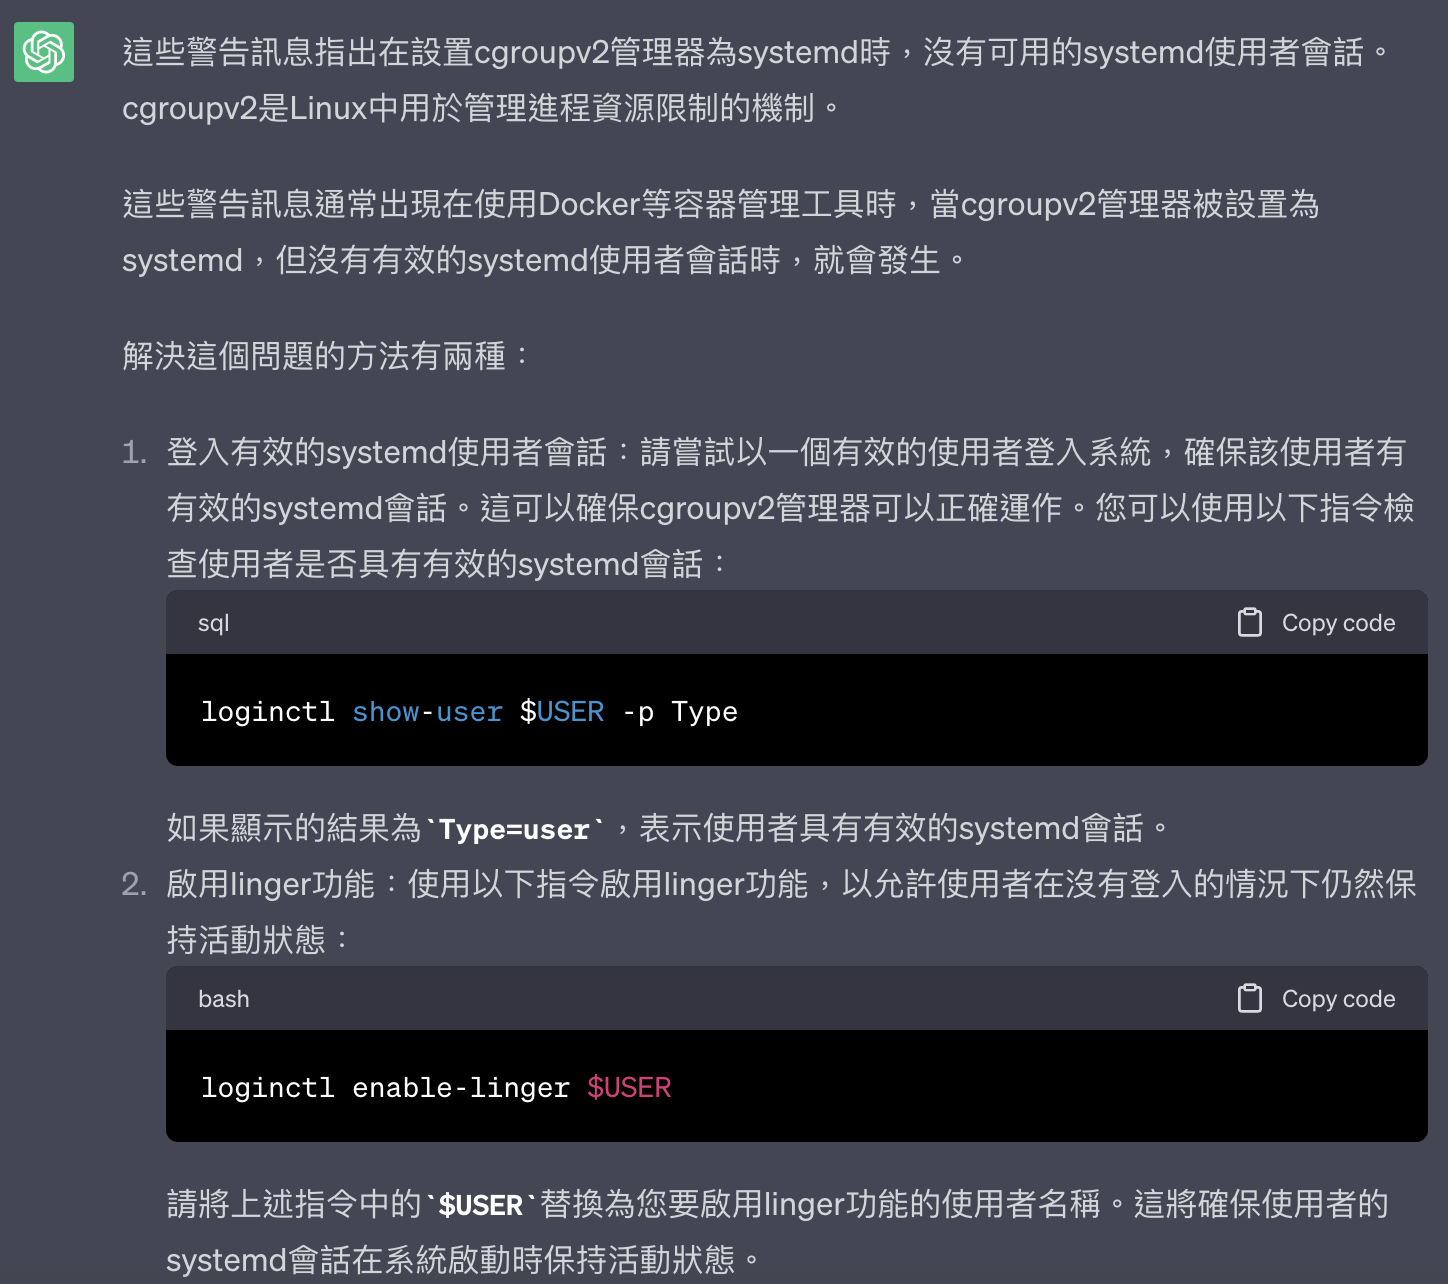 這些警告訊息指出在設置cgroupv2管理器為systemd時，沒有可用的systemd使用者會話。
cgroupv2是Linux中用於管理進程資源限制的機制。
這些警告訊息通常出現在使用Docker等容器管理工具時，當cgroupv2管理器被設置為
systemd，但沒有有效的systemd使用者會話時，就會發生。
解決這個問題的方法有兩種：
1. 登入有效的systemd使用者會話：請嘗試以一個有效的使用者登入系統，確保該使用者有
有效的systemd會話。這可以確保cgroupv2管理器可以正確運作。您可以使用以下指令檢
查使用者是否具有有效的systemd會話：
sql Copy code
loginctl show-user $USER -p Type
如果顯示的結果為`Type=user`，表示使用者具有有效的systemd會話。
2. 啟用linger功能：使用以下指令啟用linger功能，以允許使用者在沒有登入的情況下仍然保
持活動狀態：
bash Copy code
loginctl enable-linger $USER
請將上述指令中的`$USER`替換為您要啟用linger功能的使用者名稱。這將確保使用者的
systemd會話在系統啟動時保持活動狀態。